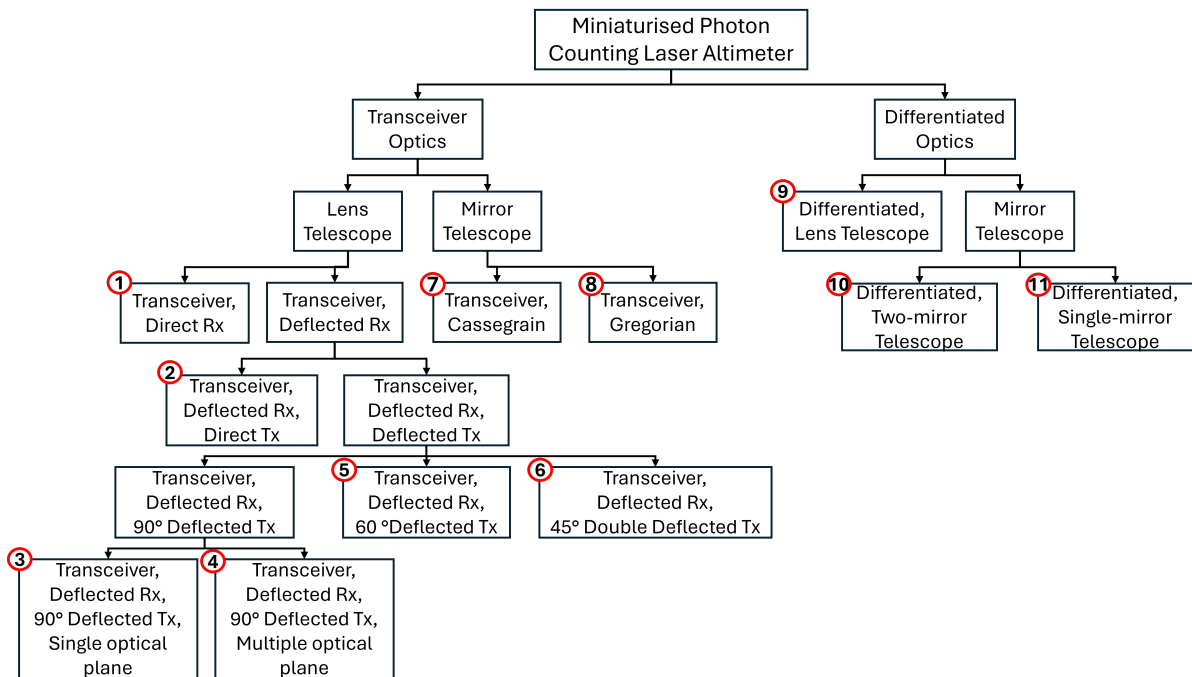 Miniaturised Photon
Counting Laser Altimeter
Transceiver
Optics
Differentiated
Optics
Lens
Telescope
Mirror
Telescope
9
Differentiated,
Lens Telescope
Mirror
Telescope
1
Transceiver,
Direct Rx
Transceiver,
Deflected Rx
7
Transceiver,
Cassegrain
8
Transceiver,
Gregorian
10
Differentiated,
Two-mirror
Telescope
11
Differentiated,
Single-mirror
Telescope
2
Transceiver,
Deflected Rx,
Direct Tx
Transceiver,
Deflected Rx,
Deflected Tx
Transceiver,
Deflected Rx,
90° Deflected Tx
5
Transceiver,
Deflected Rx,
60 °Deflected Tx
6
Transceiver,
Deflected Rx,
45° Double Deflected Tx
3
Transceiver,
Deflected Rx,
90° Deflected Tx,
Single optical
plane
4
Transceiver,
Deflected Rx,
90° Deflected Tx,
Multiple optical
plane